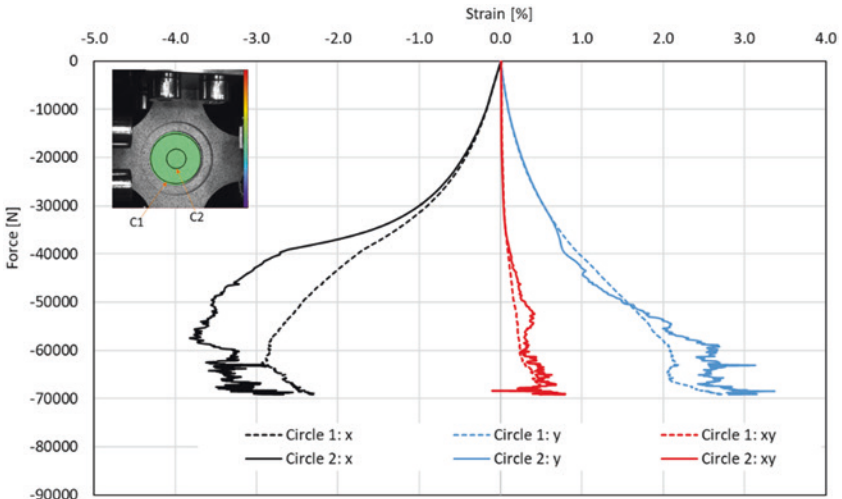 Strain [%]
-5.0 -4.0 -3.0 -2.0 -1.0 0.0 1.0 2.0 3.0 4.0
0
-10000
-20000
-30000
-40000
-50000
-60000
-70000
-80000
-90000
Force [N]
C1 C2
Circle 1: x Circle 1: y Circle 1: xy
Circle 2: x Circle 2: y Circle 2: xy